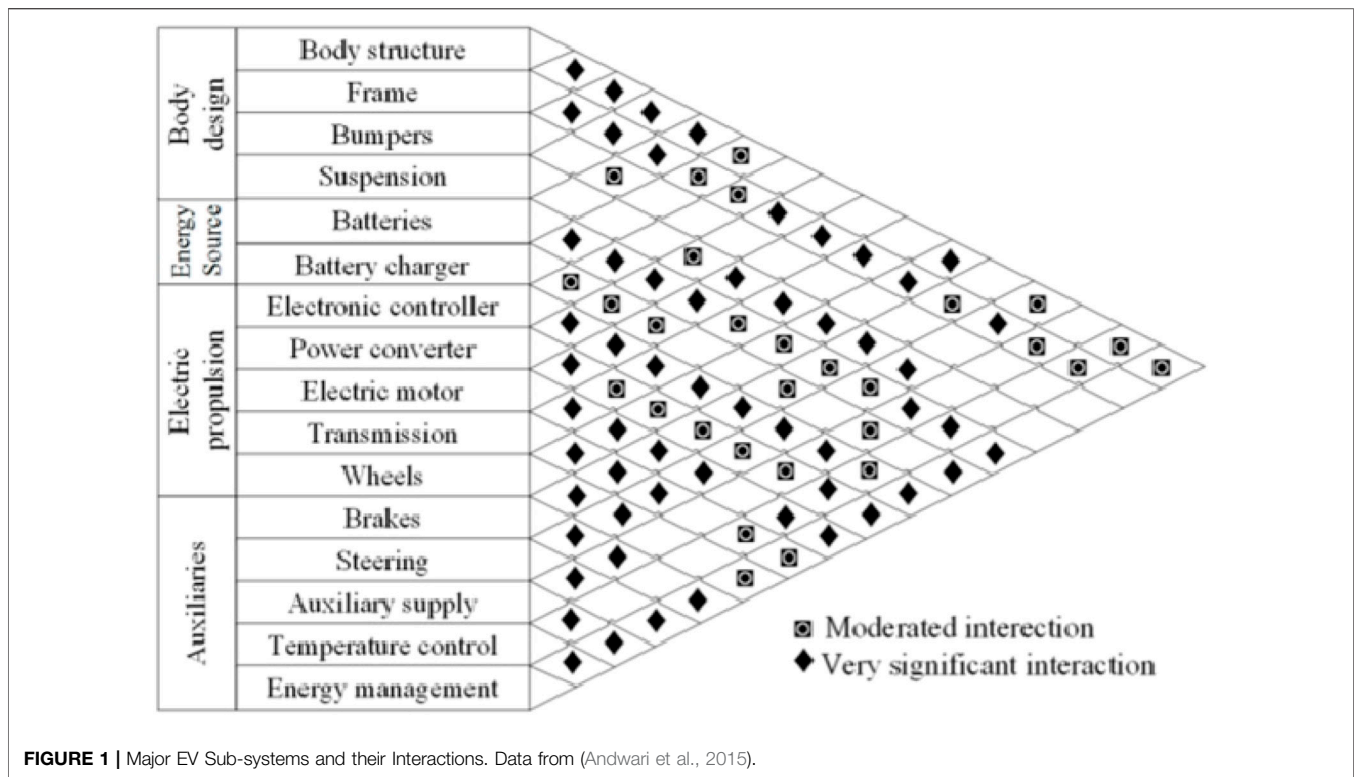 Body design
Body structure
Frame
Bumpers
Suspension
Energy Source
Batteries
Battery charger
Electric propulsion
Electronic controller
Power converter
Electric motor
Transmission
Wheels
Auxiliaries
Brakes
Steering
Auxiliary supply
Temperature control
Energy management
Moderated interection
Very significant interaction
FIGURE 1 | Major EV Sub-systems and their Interactions. Data from (Andwari et al., 2015).